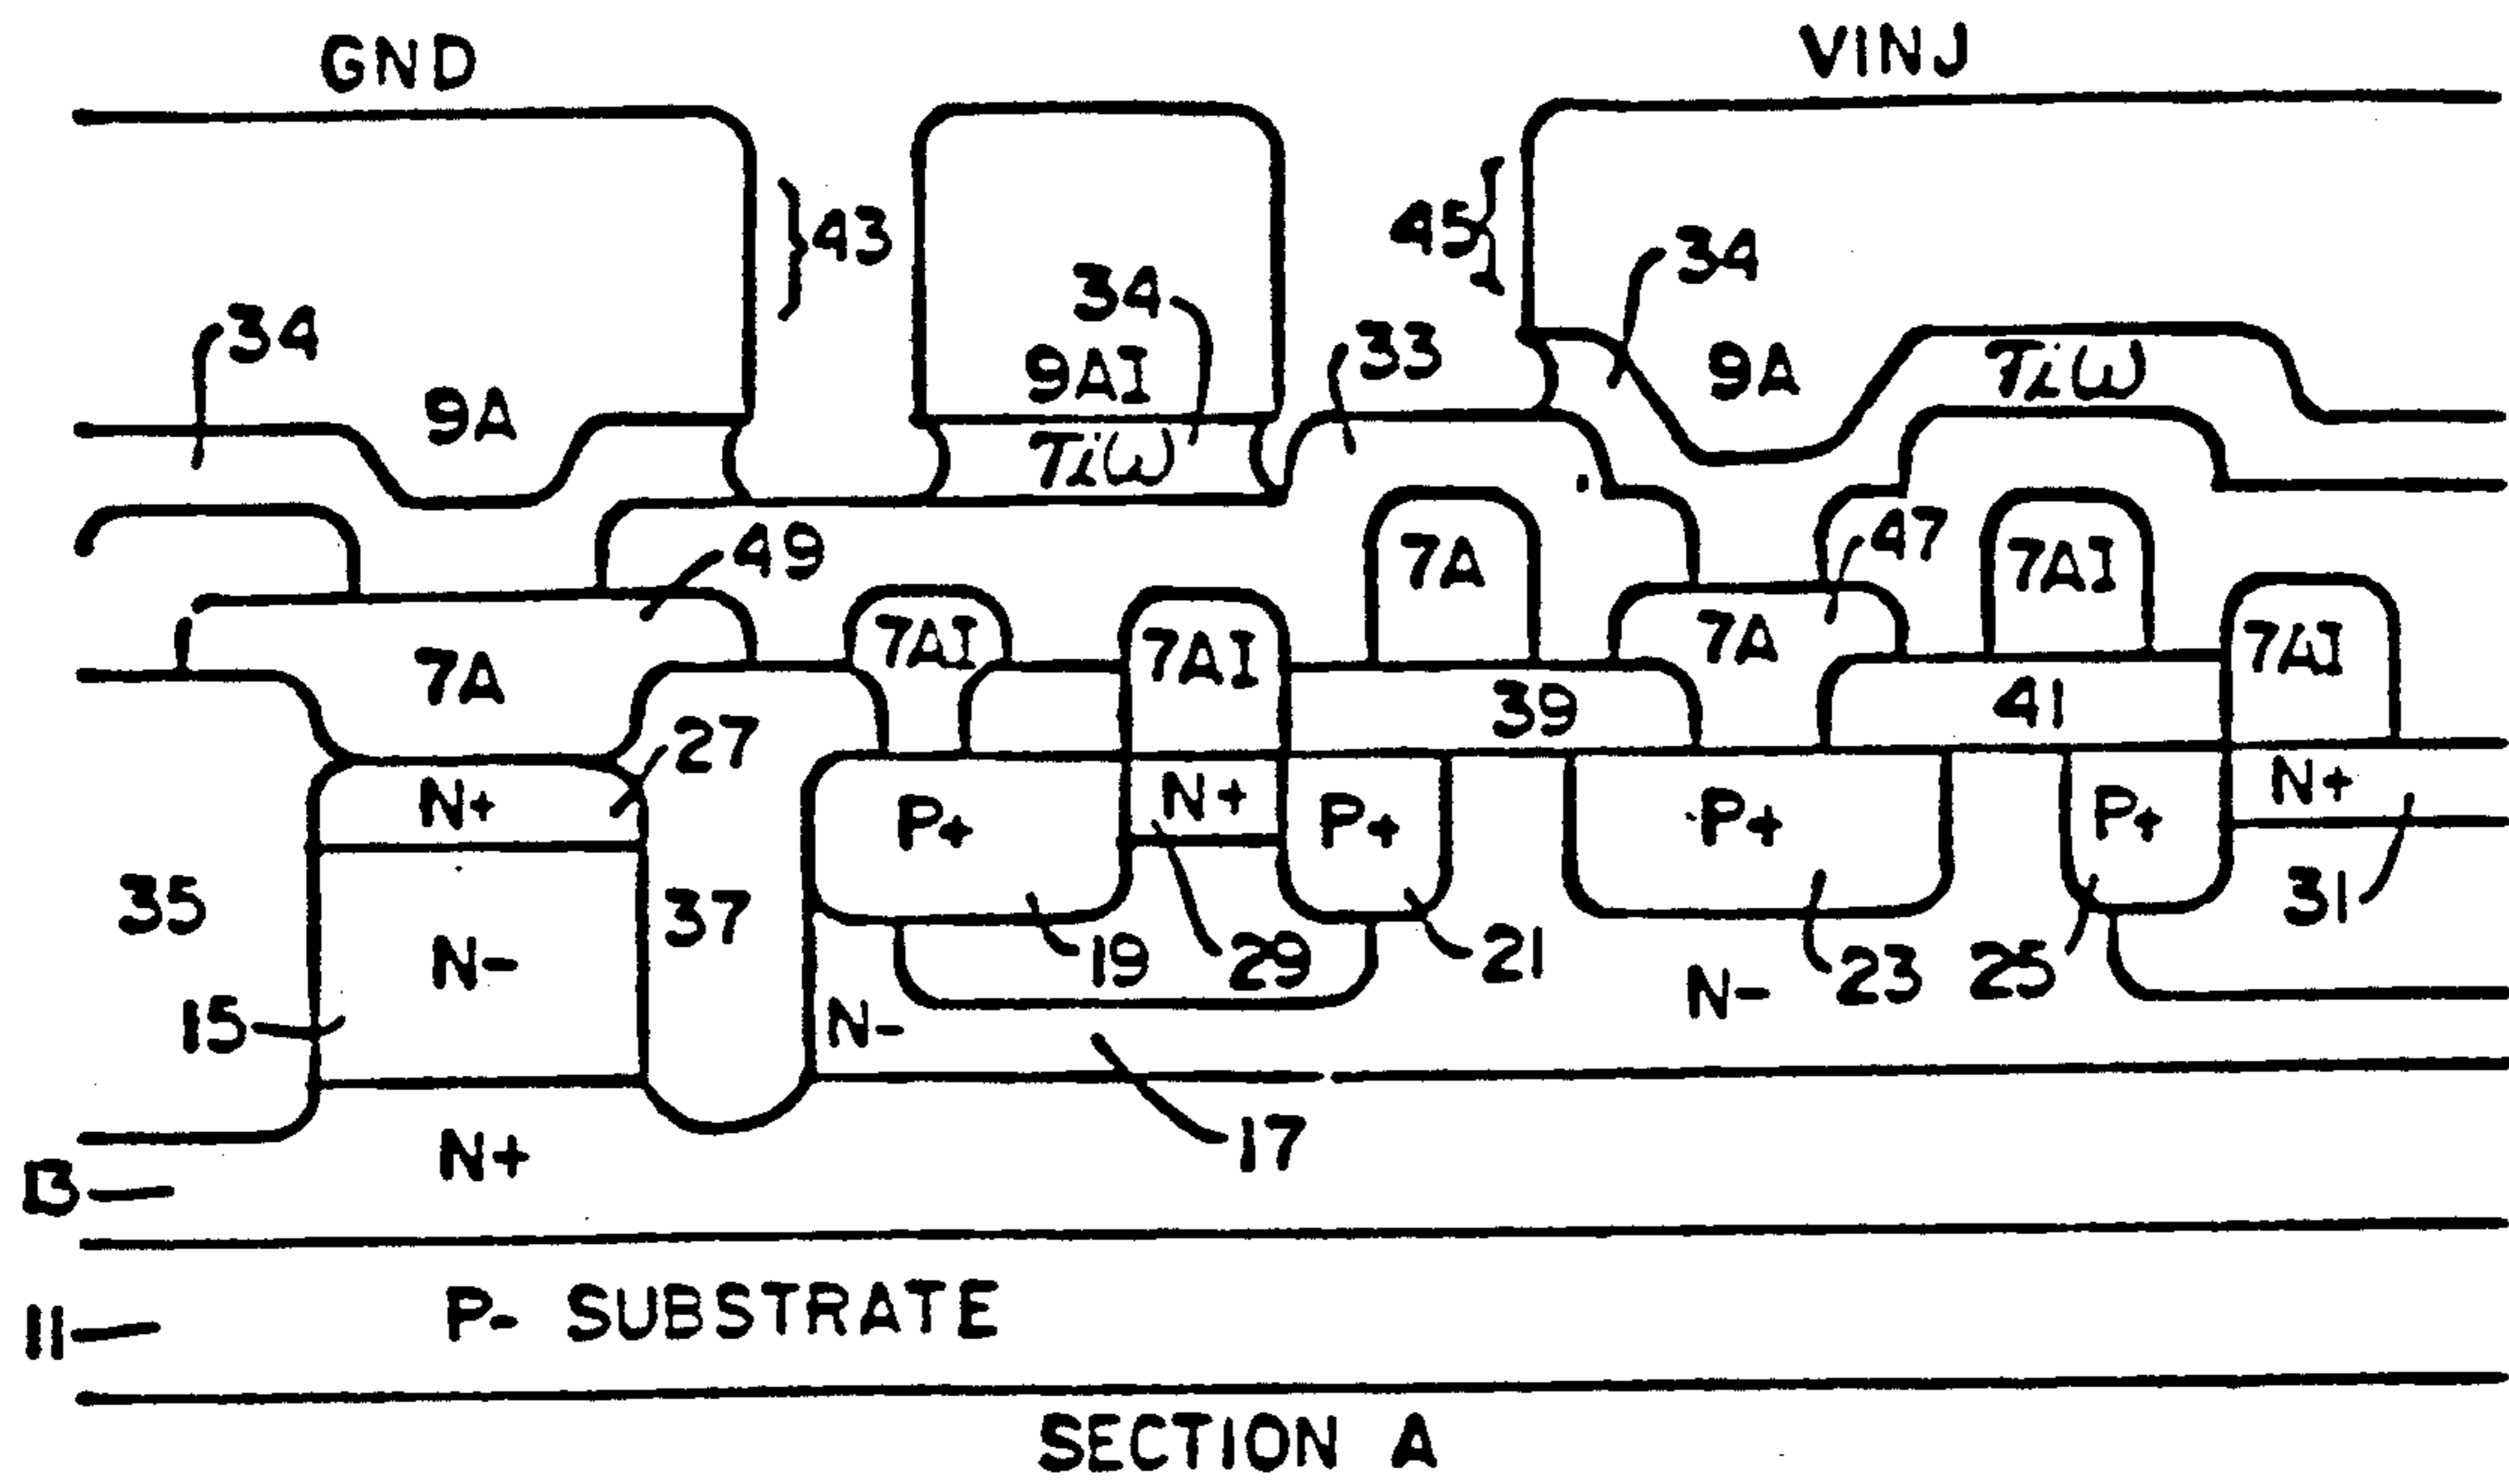 GND VINJ
43 45 34
34 34
33
9A 9AI 9A TiW
TiW
49 47
7A 7AI
7AI 7AI 7A 7AI
7A 39 41
27
N+ P+ N+ P+ P+ P+ N+
35 37 31
N- 19 29 21 N- 23 25
15 N-
17
N+
13
11 P- SUBSTRATE
SECTION A